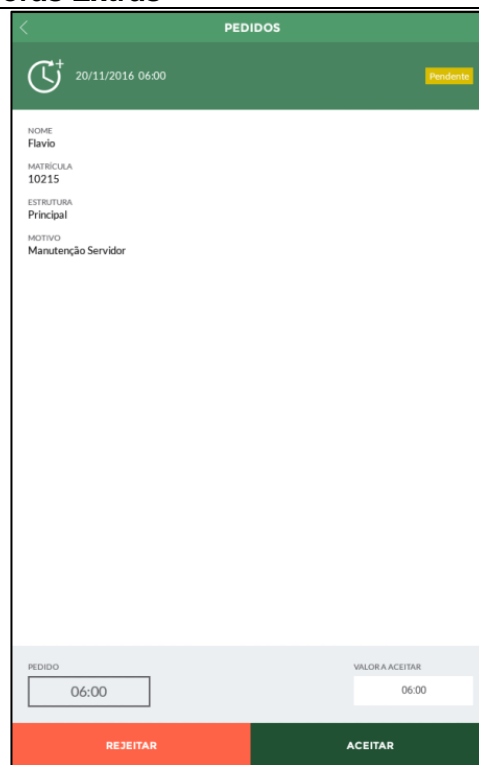 Extras
PEDIDOS
20/11/2016 06:00
Pendente
NOME
Flavio
MATRÍCULA
10215
ESTRUTURA
Principal
MOTIVO
Manutenção Servidor
PEDIDO
VALOR A ACEITAR
06:00
06:00
REJEITAR
ACEITAR